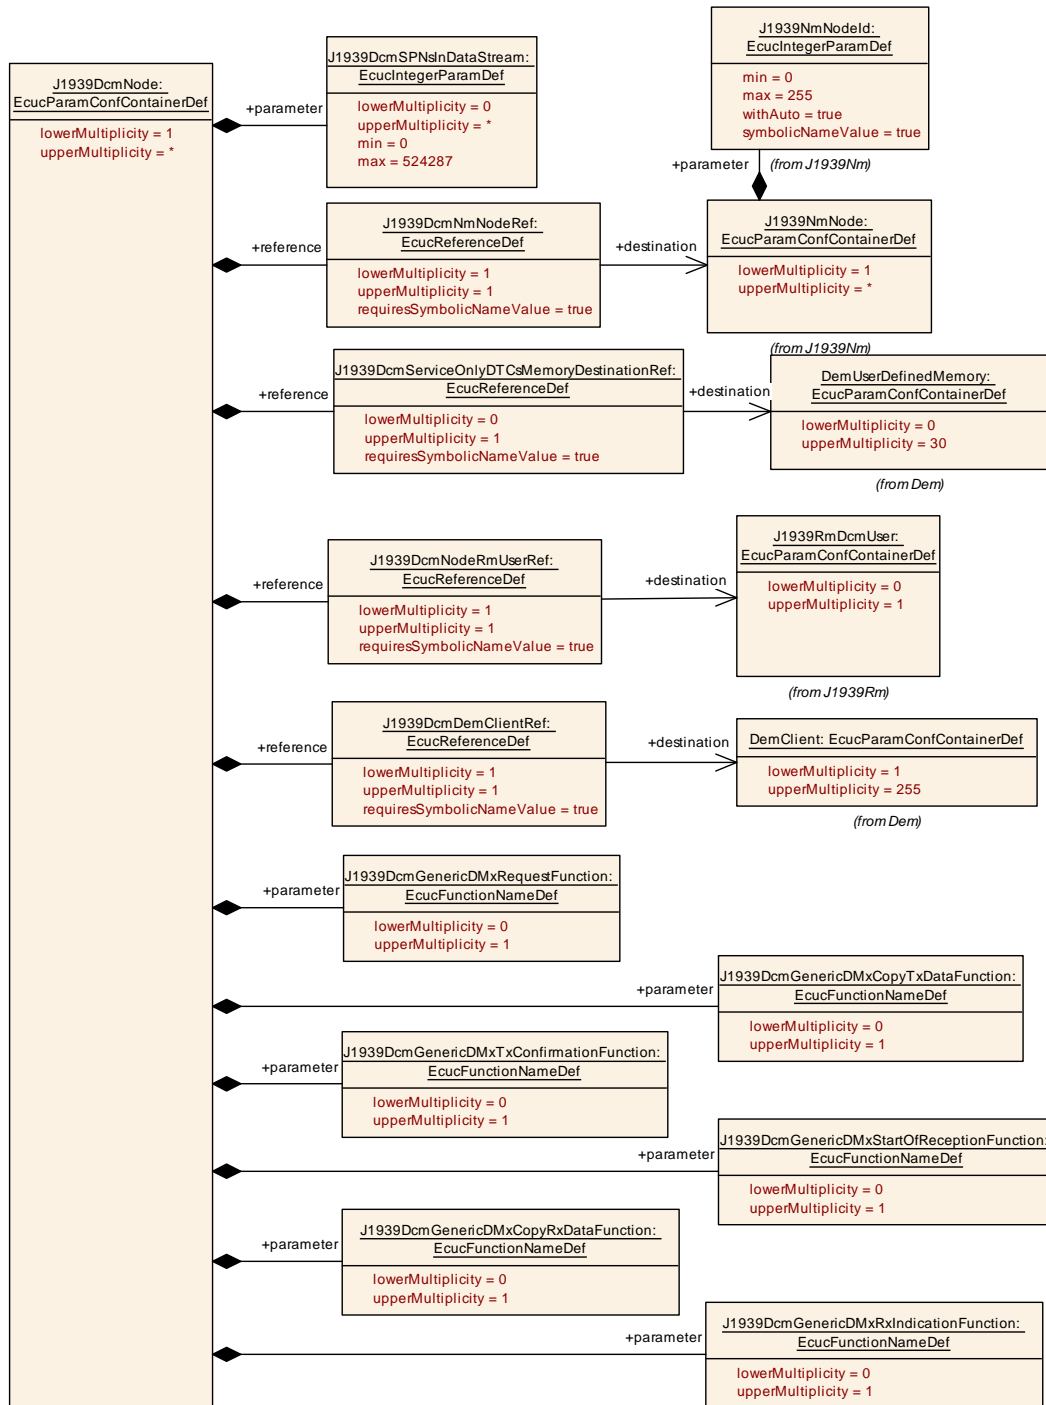 J1939DcmNode:
EcucParamConfContainerDef
lowerMultiplicity = 1
upperMultiplicity = *
+parameter
J1939DcmSPNsInDataStream:
EcucIntegerParamDef
lowerMultiplicity = 0
upperMultiplicity = *
min = 0
max = 524287
J1939NmNodeId:
EcucIntegerParamDef
min = 0
max = 255
withAuto = true
symbolicNameValue = true
(from J1939Nm)
+parameter
+reference
J1939DcmNmNodeRef:
EcucReferenceDef
lowerMultiplicity = 1
upperMultiplicity = 1
requiresSymbolicNameValue = true
+destination
J1939NmNode:
EcucParamConfContainerDef
lowerMultiplicity = 1
upperMultiplicity = *
(from J1939Nm)
+reference
J1939DcmServiceOnlyDTCsMemoryDestinationRef:
EcucReferenceDef
lowerMultiplicity = 0
upperMultiplicity = 1
requiresSymbolicNameValue = true
+destination
DemUserDefinedMemory:
EcucParamConfContainerDef
lowerMultiplicity = 0
upperMultiplicity = 30
(from Dem)
+reference
J1939DcmNodeRmUserRef:
EcucReferenceDef
lowerMultiplicity = 1
upperMultiplicity = 1
requiresSymbolicNameValue = true
+destination
J1939RmDcmUser:
EcucParamConfContainerDef
lowerMultiplicity = 0
upperMultiplicity = 1
(from J1939Rm)
+reference
J1939DcmDemClientRef:
EcucReferenceDef
lowerMultiplicity = 1
upperMultiplicity = 1
requiresSymbolicNameValue = true
+destination
DemClient: EcucParamConfContainerDef
lowerMultiplicity = 1
upperMultiplicity = 255
(from Dem)
+parameter
J1939DcmGenericDMxRequestFunction:
EcucFunctionNameDef
lowerMultiplicity = 0
upperMultiplicity = 1
+parameter
J1939DcmGenericDMxCopyTxDataFunction:
EcucFunctionNameDef
lowerMultiplicity = 0
upperMultiplicity = 1
+parameter
J1939DcmGenericDMxTxConfirmationFunction:
EcucFunctionNameDef
lowerMultiplicity = 0
upperMultiplicity = 1
+parameter
J1939DcmGenericDMxStartOfReceptionFunction:
EcucFunctionNameDef
lowerMultiplicity = 0
upperMultiplicity = 1
+parameter
J1939DcmGenericDMxCopyRxDataFunction:
EcucFunctionNameDef
lowerMultiplicity = 0
upperMultiplicity = 1
+parameter
J1939DcmGenericDMxRxIndicationFunction:
EcucFunctionNameDef
lowerMultiplicity = 0
upperMultiplicity = 1